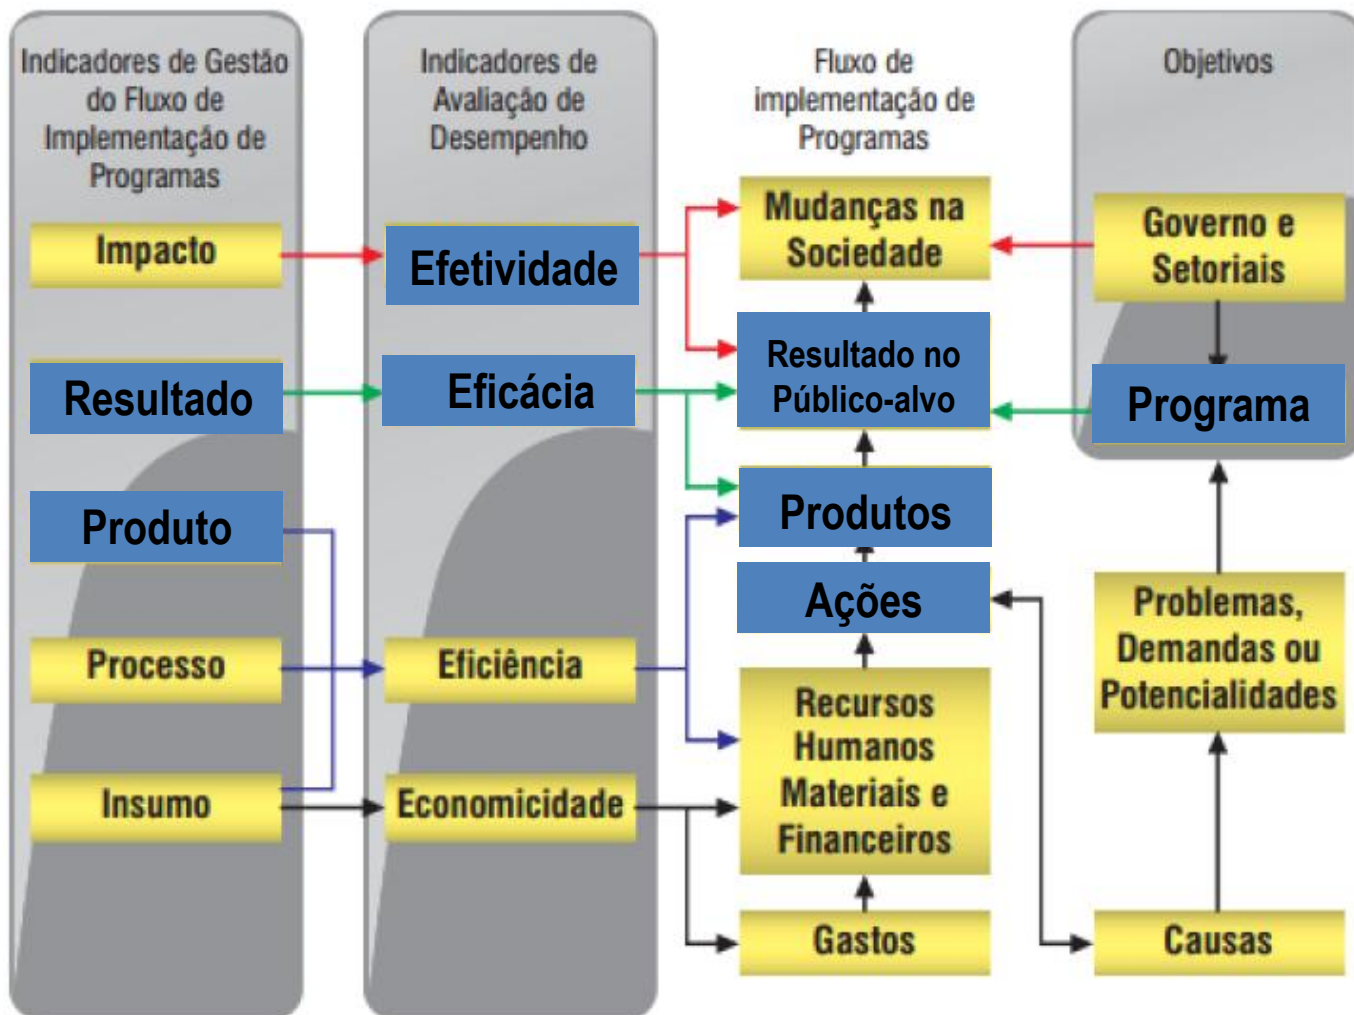 Indicadores de Gestão
do Fluxo de
Implementação de
Programas
Impacto
Resultado
Produto
Processo
Insumo
Indicadores de
Avaliação de
Desempenho
Efetividade
Eficácia
Eficiência
Economicidade
Fluxo de
implementação de
Programas
Mudanças na
Sociedade
Resultado no
Público-alvo
Produtos
Ações
Recursos
Humanos
Materiais e
Financeiros
Gastos
Objetivos
Governo e
Setoriais
Programa
Problemas,
Demandas ou
Potencialidades
Causas